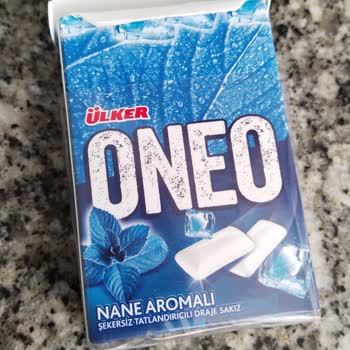 ÜLKER
ONEO
NANE AROMALI
ŞEKERSİZ TATLANDIRICILI DRAJE SAKIZ